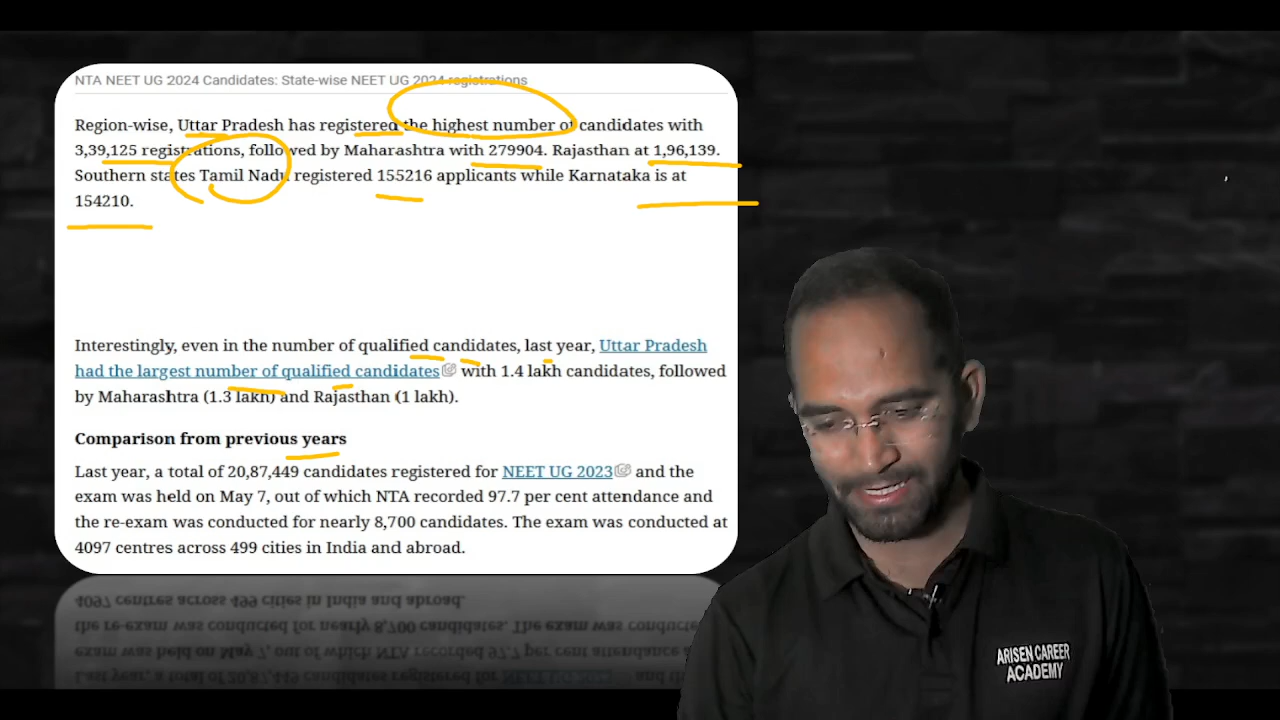 NTA NEET UG 2024 Candidates: State-wise NEET UG 2024 registrations
Region-wise, Uttar Pradesh has registered the highest number of candidates with
3,39,125 registrations, followed by Maharashtra with 279904. Rajasthan at 1,96,139.
Southern states Tamil Nadu registered 155216 applicants while Karnataka is at
154210.
Interestingly, even in the number of qualified candidates, last year, Uttar Pradesh
had the largest number of qualified candidates with 1.4 lakh candidates, followed
by Maharashtra (1.3 lakh) and Rajasthan (1 lakh).
Comparison from previous years
Last year, a total of 20,87,449 candidates registered for NEET UG 2023 and the
exam was held on May 7, out of which NTA recorded 97.7 per cent attendance and
the re-exam was conducted for nearly 8,700 candidates. The exam was conducted at
4097 centres across 499 cities in India and abroad.
ARISEN CAREER
ACADEMY